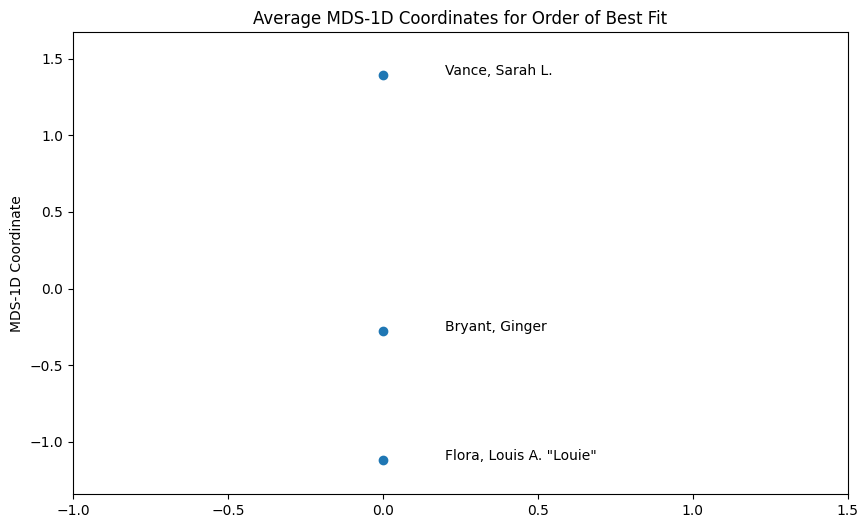 Average MDS-1D Coordinates for Order of Best Fit
1.5
Vance, Sarah L.
1.0
0.5
MDS-1D Coordinate
0.0
Bryant, Ginger
−0.5
−1.0
Flora, Louis A. "Louie"
−1.0 −0.5 0.0 0.5 1.0 1.5